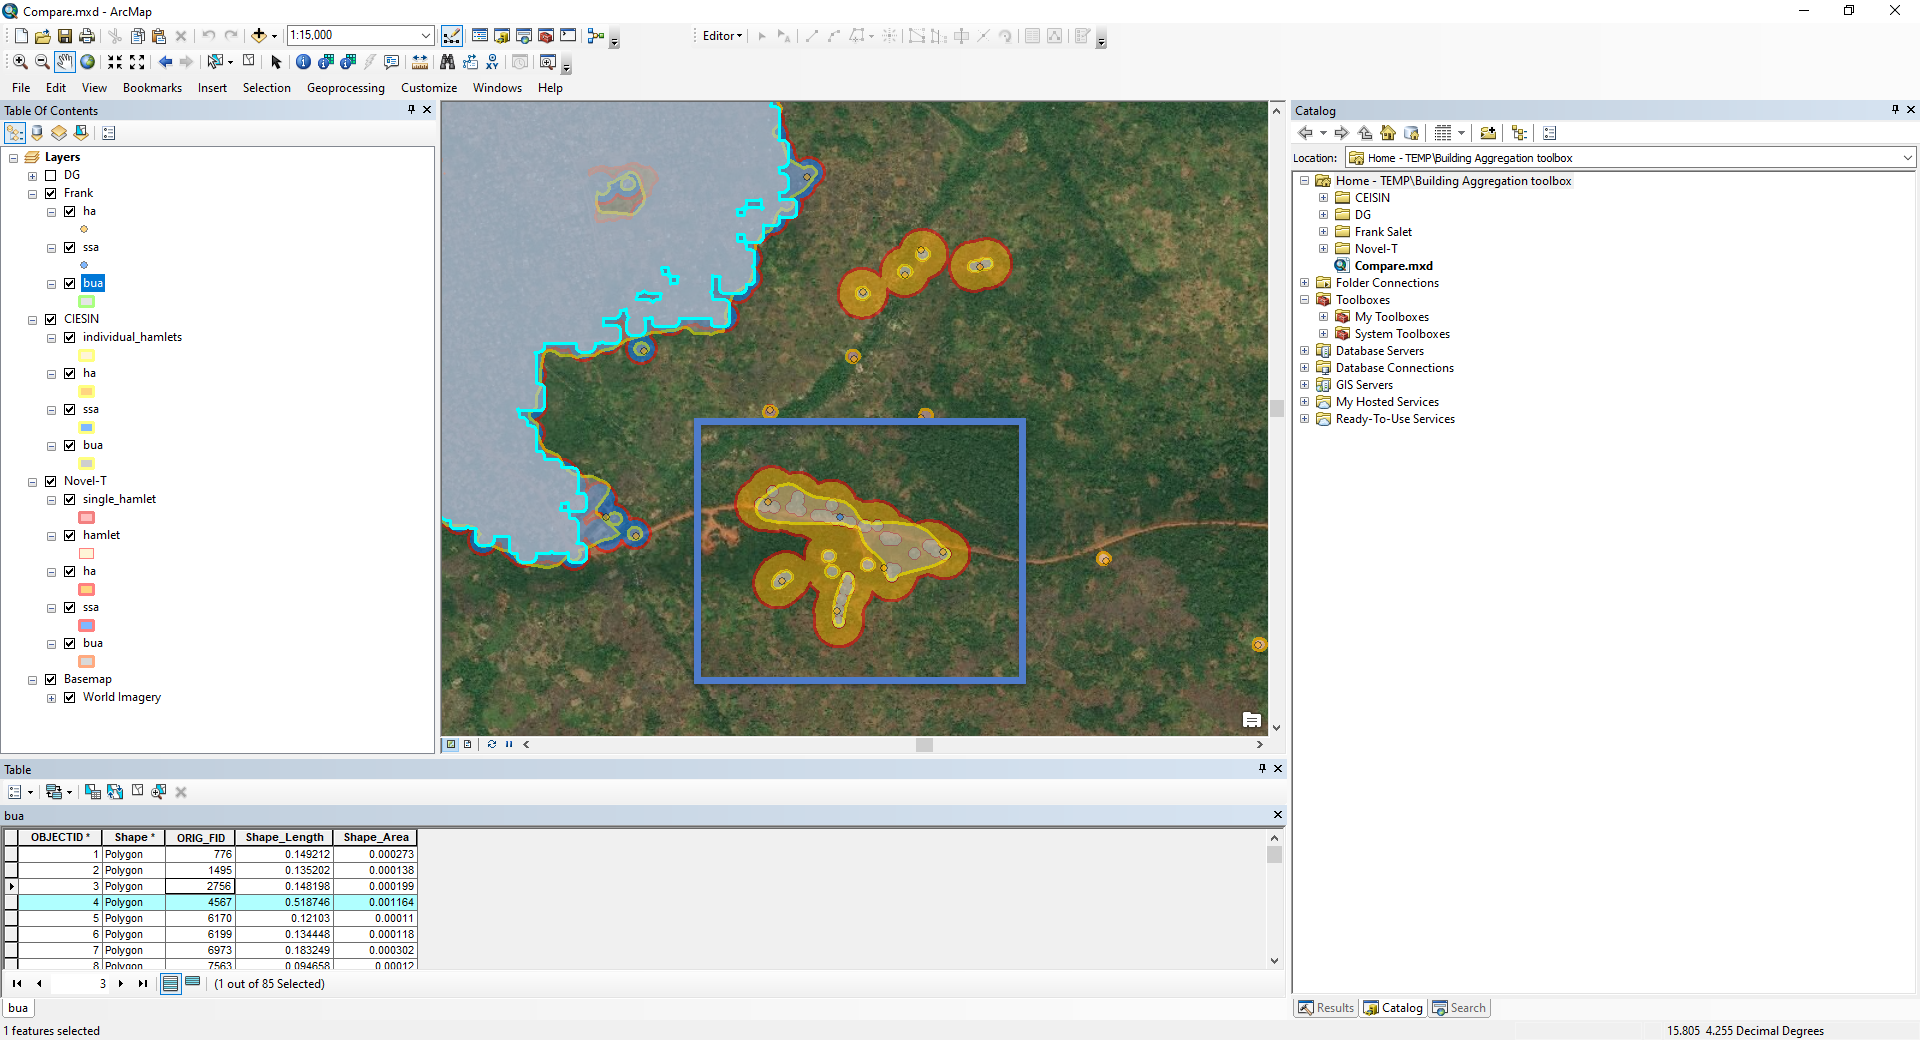 Compare.mxd - ArcMap
1:15,000
Editor
File Edit View Bookmarks Insert Selection Geoprocessing Customize Windows Help
Table Of Contents
Layers
DG
Frank
ha
ssa
bua
CIESIN
individual_hamlets
ha
ssa
bua
Novel-T
single_hamlet
hamlet
ha
ssa
bua
Basemap
World Imagery
Catalog
Location: Home - TEMP\Building Aggregation toolbox
Home - TEMP\Building Aggregation toolbox
CEISIN
DG
Frank Salet
Novel-T
Compare.mxd
Folder Connections
Toolboxes
My Toolboxes
System Toolboxes
Database Servers
Database Connections
GIS Servers
My Hosted Services
Ready-To-Use Services
Table
bua
OBJECTID * Shape * ORIG_FID Shape_Length Shape_Area
1 Polygon 776 0.149212 0.000273
2 Polygon 1495 0.135202 0.000138
3 Polygon 2756 0.148198 0.000199
4 Polygon 4567 0.518746 0.001164
5 Polygon 6170 0.12103 0.00011
6 Polygon 6199 0.134448 0.000118
7 Polygon 6973 0.183249 0.000302
8 Polygon 7563 0.094658 0.00012
3 (1 out of 85 Selected)
bua
Results Catalog Search
1 features selected
15.805 4.255 Decimal Degrees